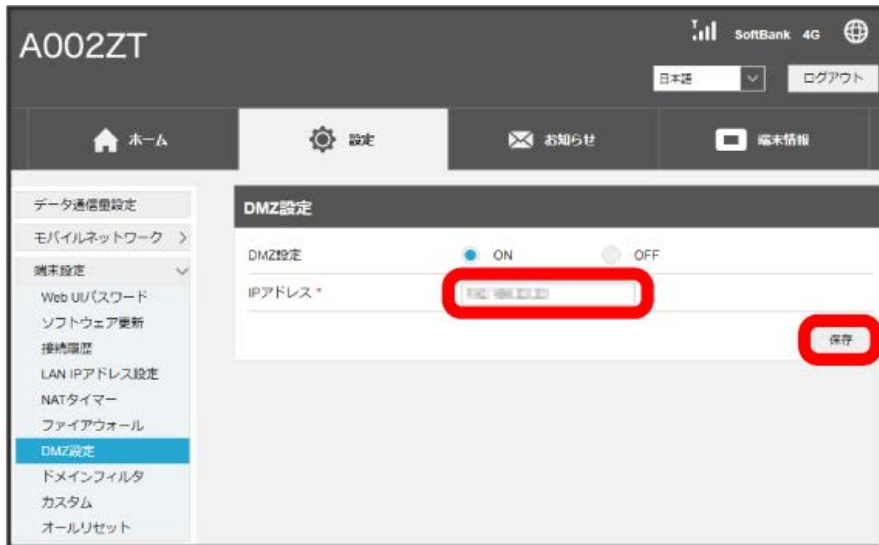 A002ZT
SoftBank 4G
日本語
ログアウト
ホーム
設定
お知らせ
端末情報
データ通信量設定
モバイルネットワーク
端末設定
Web UIパスワード
ソフトウェア更新
接続履歴
LAN IPアドレス設定
NATタイマー
ファイアウォール
DMZ設定
ドメインフィルタ
カスタム
オールリセット
DMZ設定
DMZ設定 ON OFF
IPアドレス *
保存